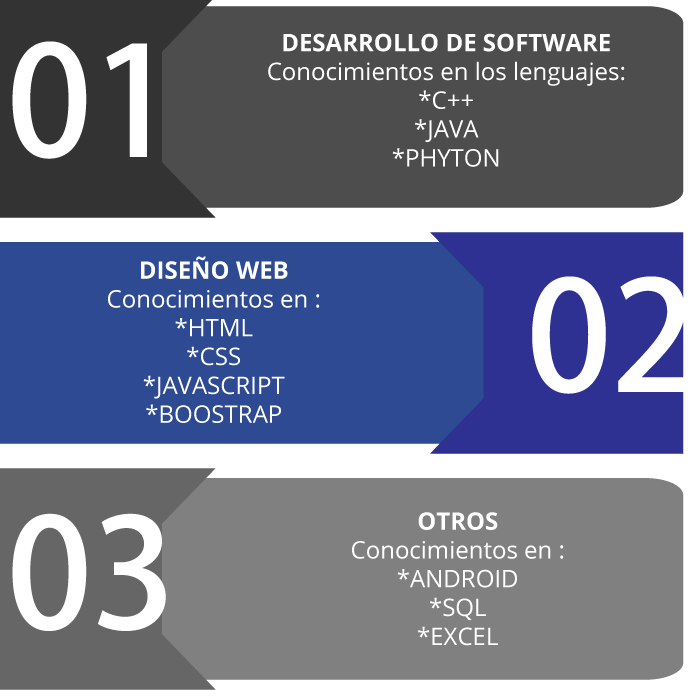 01
DESARROLLO DE SOFTWARE
Conocimientos en los lenguajes:
*C++
*JAVA
*PHYTON
DISEÑO WEB
Conocimientos en :
*HTML
*CSS
*JAVASCRIPT
*BOOSTRAP
02
03
OTROS
Conocimientos en :
*ANDROID
*SQL
*EXCEL